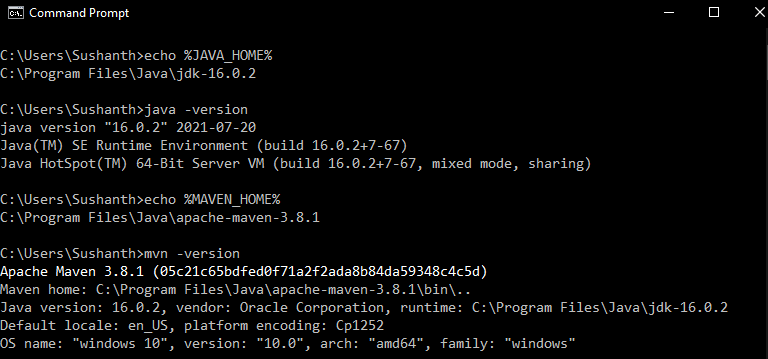 Command Prompt
C:\Users\Sushanth>echo %JAVA_HOME%
C:\Program Files\Java\jdk-16.0.2
C:\Users\Sushanth>java -version
java version "16.0.2" 2021-07-20
Java(TM) SE Runtime Environment (build 16.0.2+7-67)
Java HotSpot(TM) 64-Bit Server VM (build 16.0.2+7-67, mixed mode, sharing)
C:\Users\Sushanth>echo %MAVEN_HOME%
C:\Program Files\Java\apache-maven-3.8.1
C:\Users\Sushanth>mvn -version
Apache Maven 3.8.1 (05c21c65bdfed0f71a2f2ada8b84da59348c4c5d)
Maven home: C:\Program Files\Java\apache-maven-3.8.1\bin\..
Java version: 16.0.2, vendor: Oracle Corporation, runtime: C:\Program Files\Java\jdk-16.0.2
Default locale: en_US, platform encoding: Cp1252
OS name: "windows 10", version: "10.0", arch: "amd64", family: "windows"